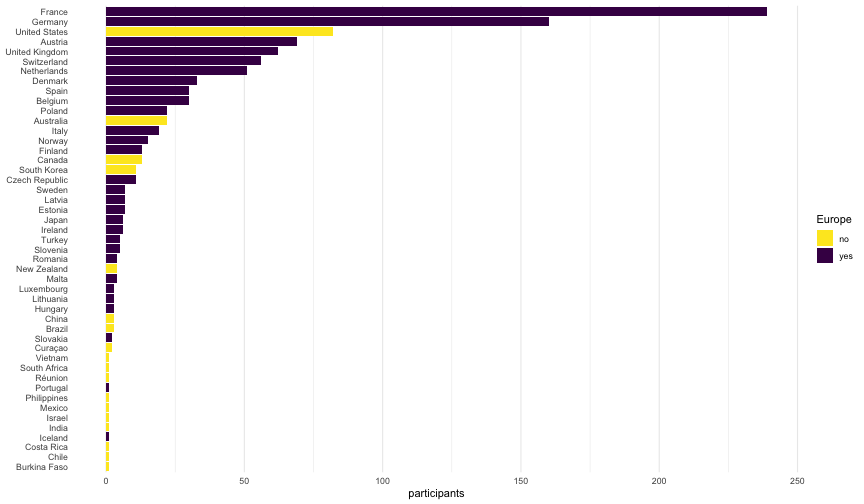 France
Germany
United States
Austria
United Kingdom
Switzerland
Netherlands
Denmark
Spain
Belgium
Poland
Australia
Italy
Norway
Finland
Canada
South Korea
Czech Republic
Sweden
Latvia
Estonia
Japan
Ireland
Turkey
Slovenia
Romania
New Zealand
Malta
Luxembourg
Lithuania
Hungary
China
Brazil
Slovakia
Curaçao
Vietnam
South Africa
Réunion
Portugal
Philippines
Mexico
Israel
India
Iceland
Costa Rica
Chile
Burkina Faso
0 50 100 150 200 250
participants
Europe
no
yes